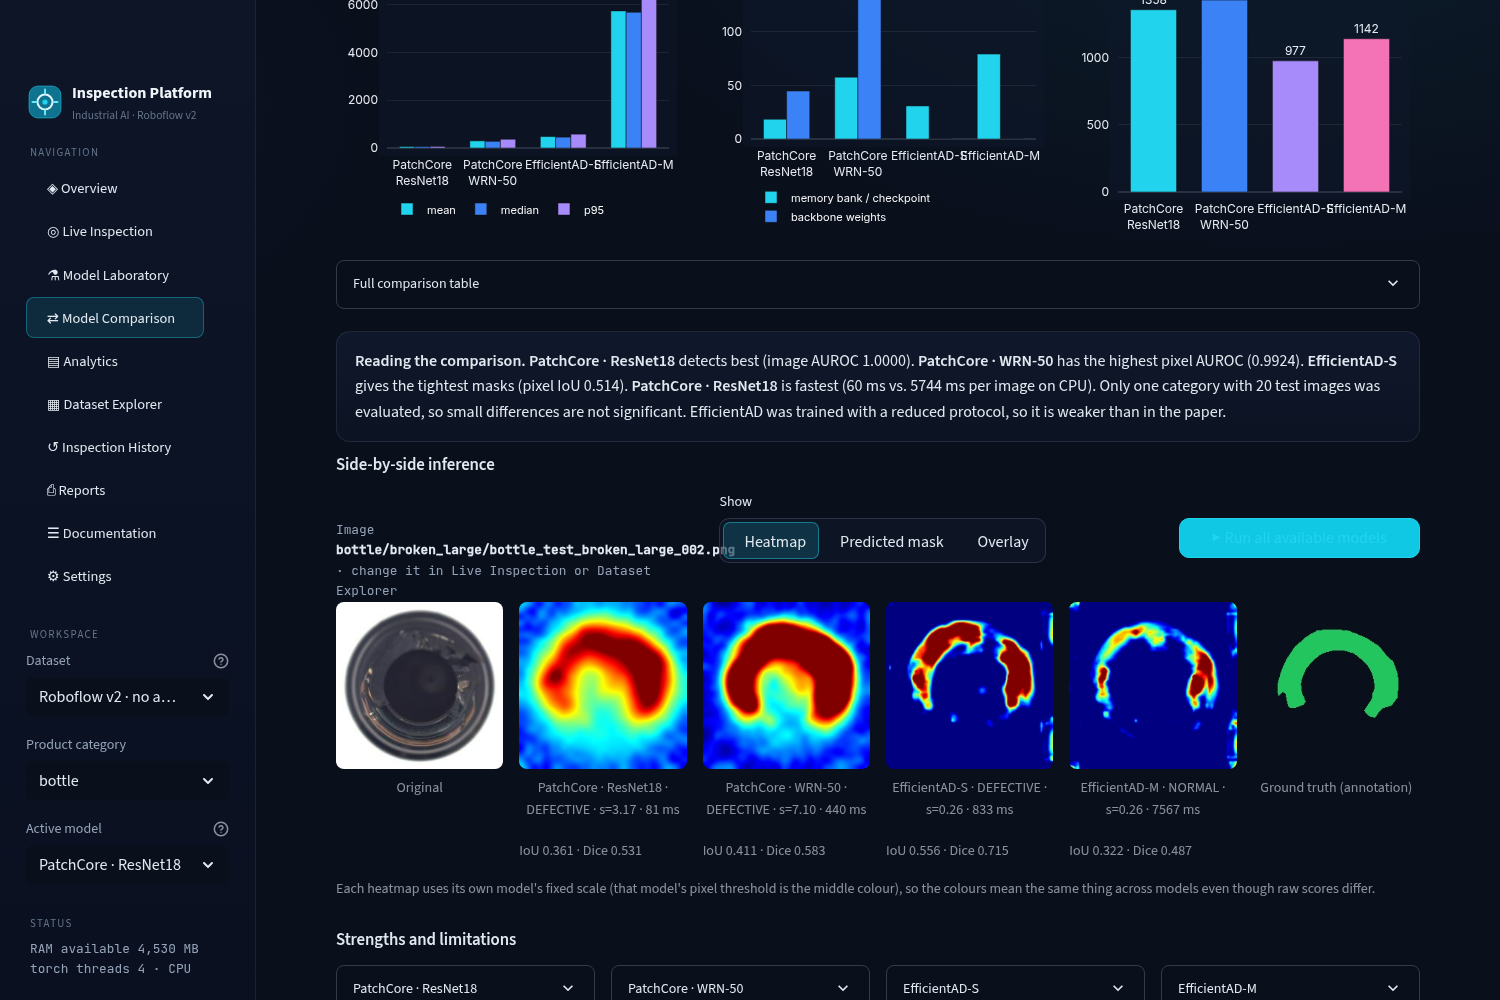 Inspection Platform
Industrial AI · Roboflow v2
NAVIGATION
◈ Overview
◎ Live Inspection
⚗ Model Laboratory
⇄ Model Comparison
▤ Analytics
▦ Dataset Explorer
↺ Inspection History
⎙ Reports
☰ Documentation
⚙ Settings
WORKSPACE
Dataset
Roboflow v2 · no a…
Product category
bottle
Active model
PatchCore · ResNet18
STATUS
RAM available 4,530 MB
torch threads 4 · CPU
6000
4000
2000
0
PatchCore ResNet18
PatchCore WRN-50
EfficientAD-S
EfficientAD-M
mean
median
p95
100
50
0
PatchCore ResNet18
PatchCore WRN-50
EfficientAD-S
EfficientAD-M
memory bank / checkpoint
backbone weights
1358
977
1142
1000
500
0
PatchCore ResNet18
PatchCore WRN-50
EfficientAD-S
EfficientAD-M
Full comparison table
Reading the comparison. PatchCore · ResNet18 detects best (image AUROC 1.0000). PatchCore · WRN-50 has the highest pixel AUROC (0.9924). EfficientAD-S
gives the tightest masks (pixel IoU 0.514). PatchCore · ResNet18 is fastest (60 ms vs. 5744 ms per image on CPU). Only one category with 20 test images was
evaluated, so small differences are not significant. EfficientAD was trained with a reduced protocol, so it is weaker than in the paper.
Side-by-side inference
Image
bottle/broken_large/bottle_test_broken_large_002.png
· change it in Live Inspection or Dataset
Explorer
Show
Heatmap
Predicted mask
Overlay
▸ Run all available models
Original
PatchCore · ResNet18 ·
DEFECTIVE · s=3.17 · 81 ms
PatchCore · WRN-50 ·
DEFECTIVE · s=7.10 · 440 ms
EfficientAD-S · DEFECTIVE ·
s=0.26 · 833 ms
EfficientAD-M · NORMAL ·
s=0.26 · 7567 ms
Ground truth (annotation)
IoU 0.361 · Dice 0.531
IoU 0.411 · Dice 0.583
IoU 0.556 · Dice 0.715
IoU 0.322 · Dice 0.487
Each heatmap uses its own model's fixed scale (that model's pixel threshold is the middle colour), so the colours mean the same thing across models even though raw scores differ.
Strengths and limitations
PatchCore · ResNet18
PatchCore · WRN-50
EfficientAD-S
EfficientAD-M